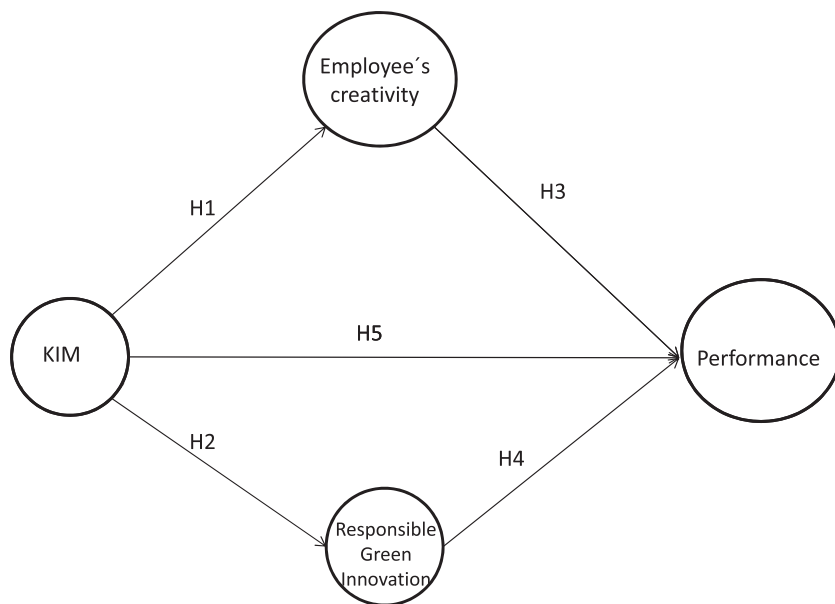 Employee´s
creativity
H1
H3
KIM
H5
Performance
H2
H4
Responsible
Green
Innovation